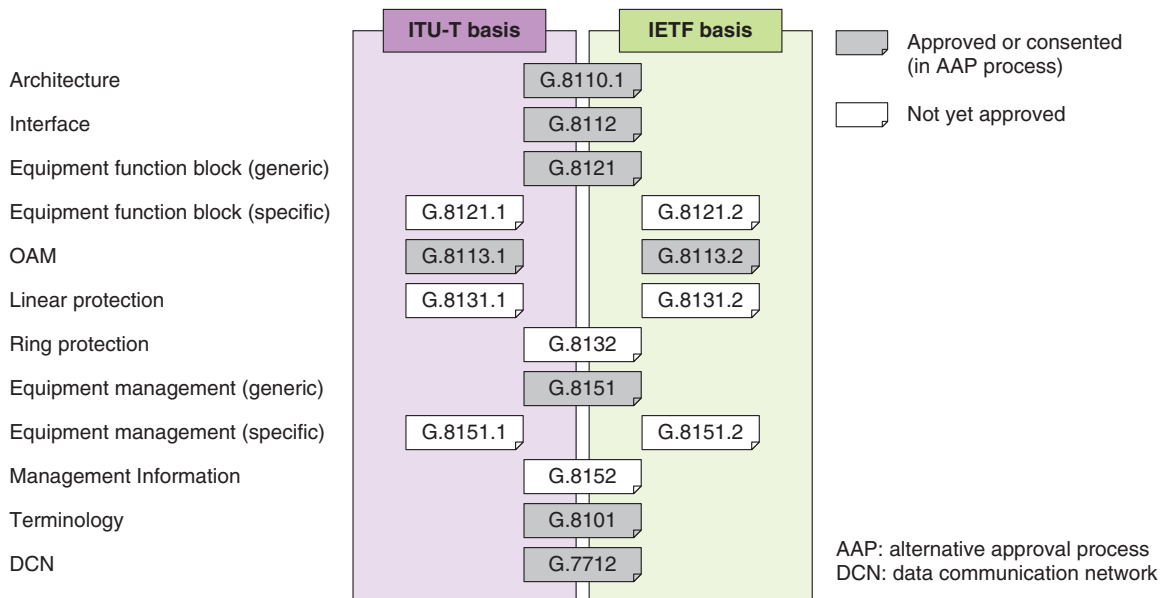 ITU-T basis
IETF basis
Approved or consented
(in AAP process)
Not yet approved
Architecture
G.8110.1
Interface
G.8112
Equipment function block (generic)
G.8121
Equipment function block (specific)
G.8121.1
G.8121.2
OAM
G.8113.1
G.8113.2
Linear protection
G.8131.1
G.8131.2
Ring protection
G.8132
Equipment management (generic)
G.8151
Equipment management (specific)
G.8151.1
G.8151.2
Management Information
G.8152
Terminology
G.8101
DCN
G.7712
AAP: alternative approval process
DCN: data communication network